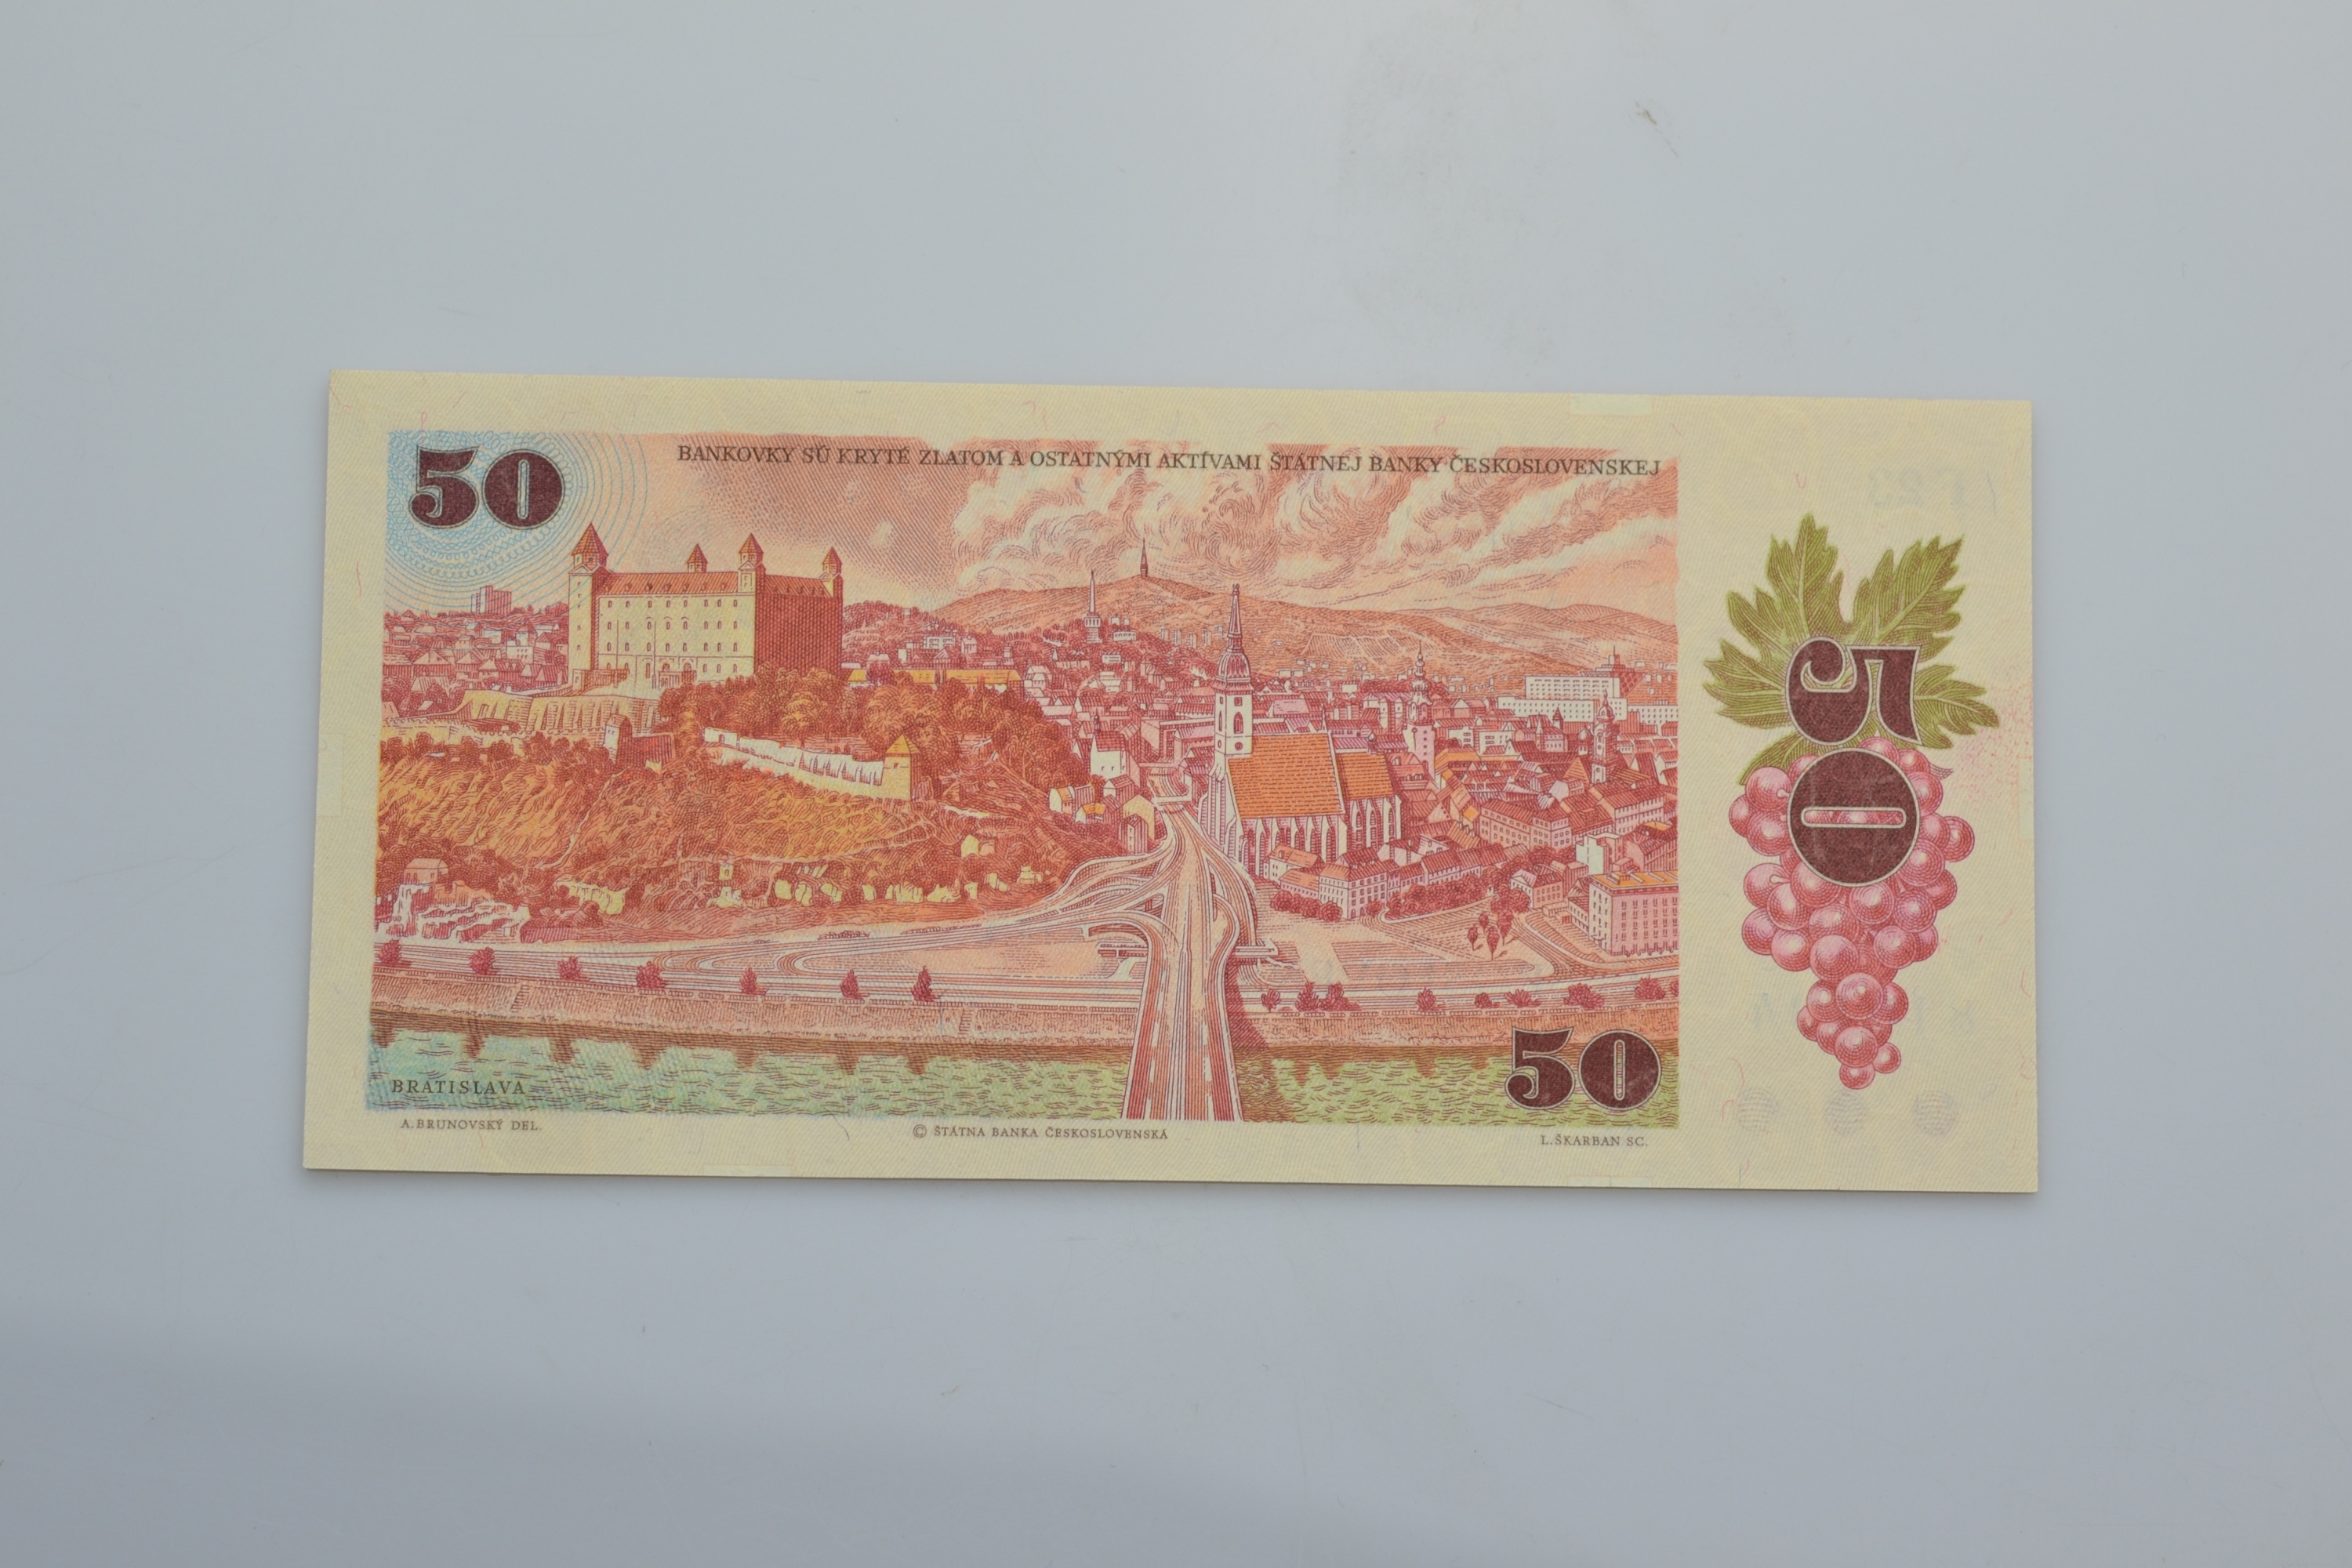 50
BANKOVKY SÚ KRYTÉ ZLATOM A OSTATNÝMI AKTÍVAMI ŠTÁTNEJ BANKY ČESKOSLOVENSKEJ
50
50
BRATISLAVA
A. BRUNOVSKÝ DEL.
© ŠTÁTNA BANKA ČESKOSLOVENSKÁ
L. ŠKARBAN SC.